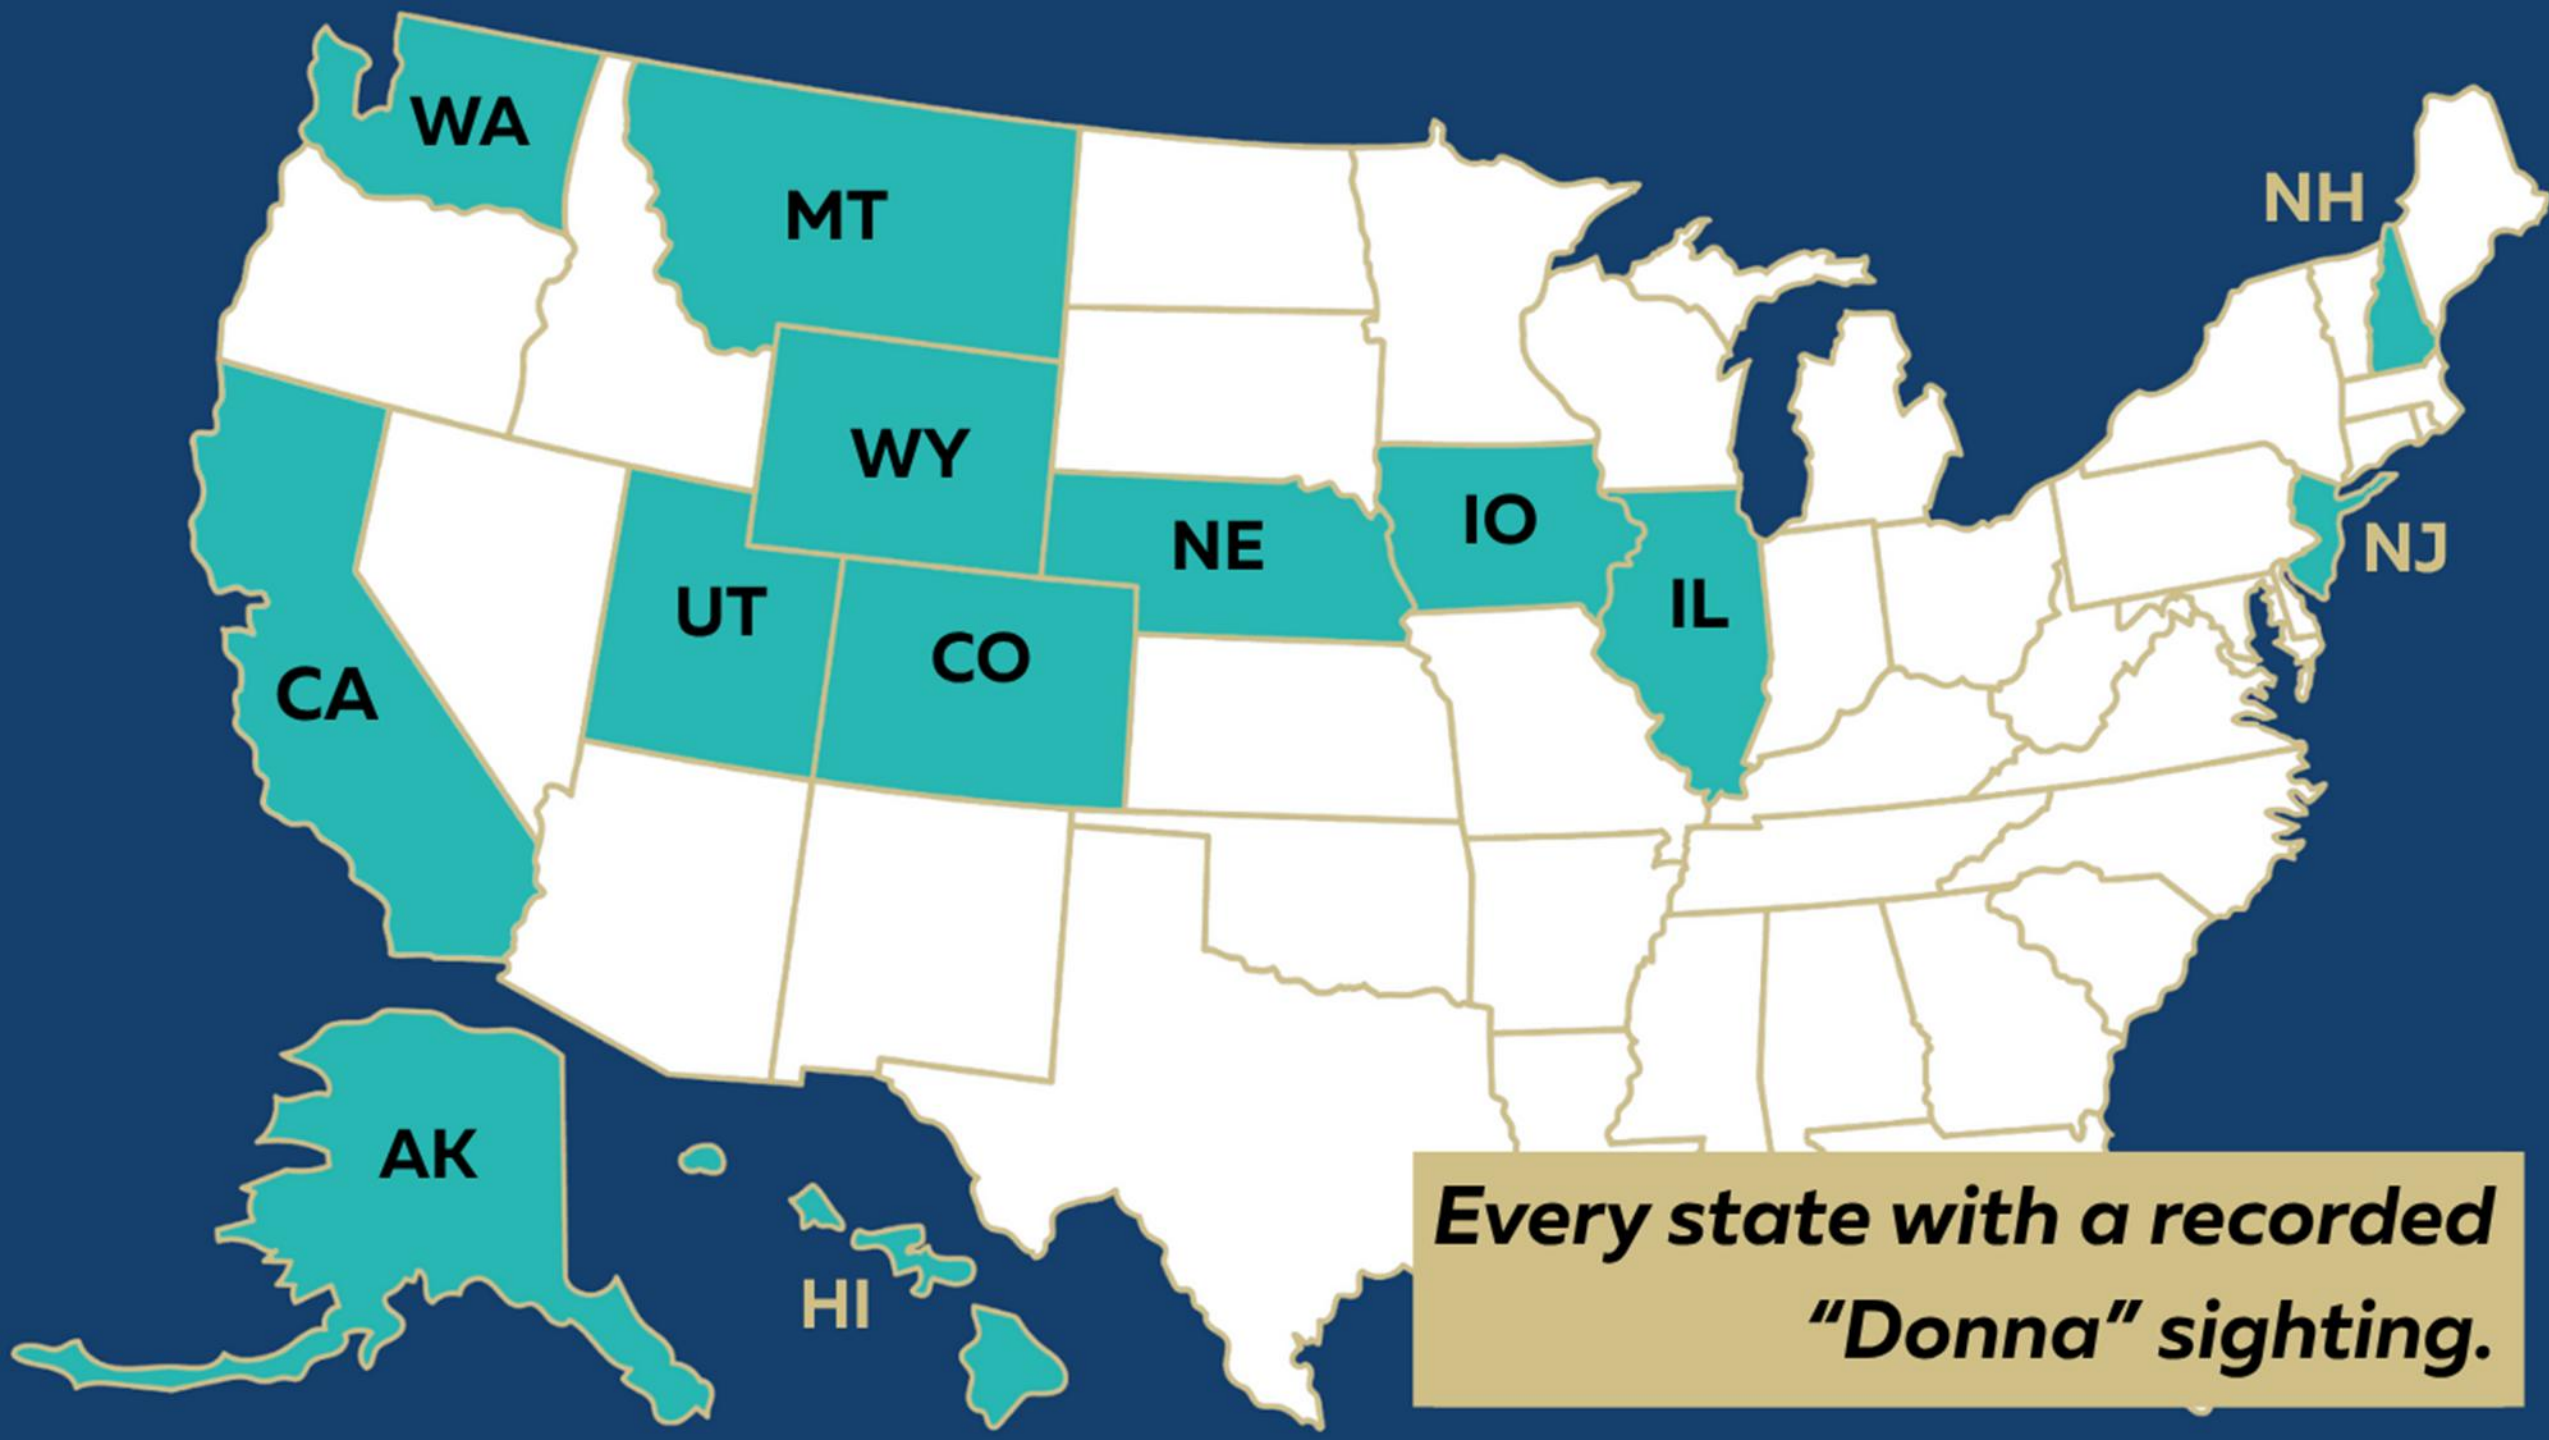 WA
MT
NH
WY
IO
NE
NJ
IL
UT
CO
CA
AK
HI
Every state with a recorded
“Donna” sighting.